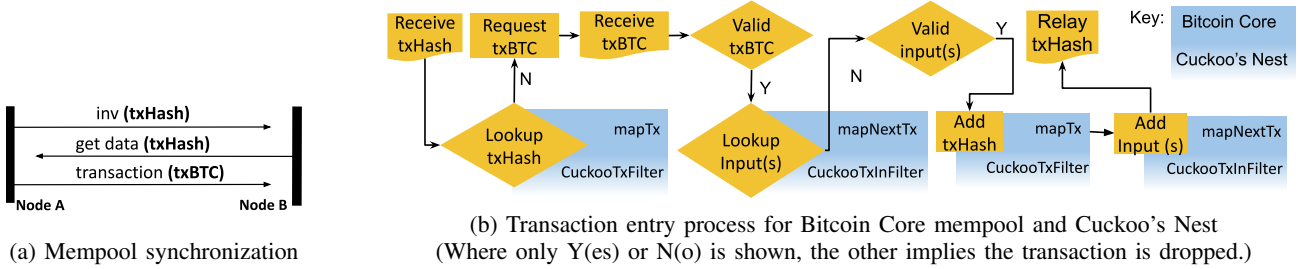 inv (txHash)
get data (txHash)
transaction (txBTC)
Node A
Node B
(a) Mempool synchronization
Receive
txHash
Request
txBTC
Receive
txBTC
Valid
txBTC
Valid
input(s)
Y
Relay
txHash
Key:
Bitcoin Core
Cuckoo's Nest
N
Y
N
Lookup
txHash
mapTx
CuckooTxFilter
Lookup
Input(s)
mapNextTx
CuckooTxInFilter
Add
txHash
mapTx
CuckooTxFilter
Add
Input (s)
mapNextTx
CuckooTxInFilter
(b) Transaction entry process for Bitcoin Core mempool and Cuckoo's Nest
(Where only Y(es) or N(o) is shown, the other implies the transaction is dropped.)